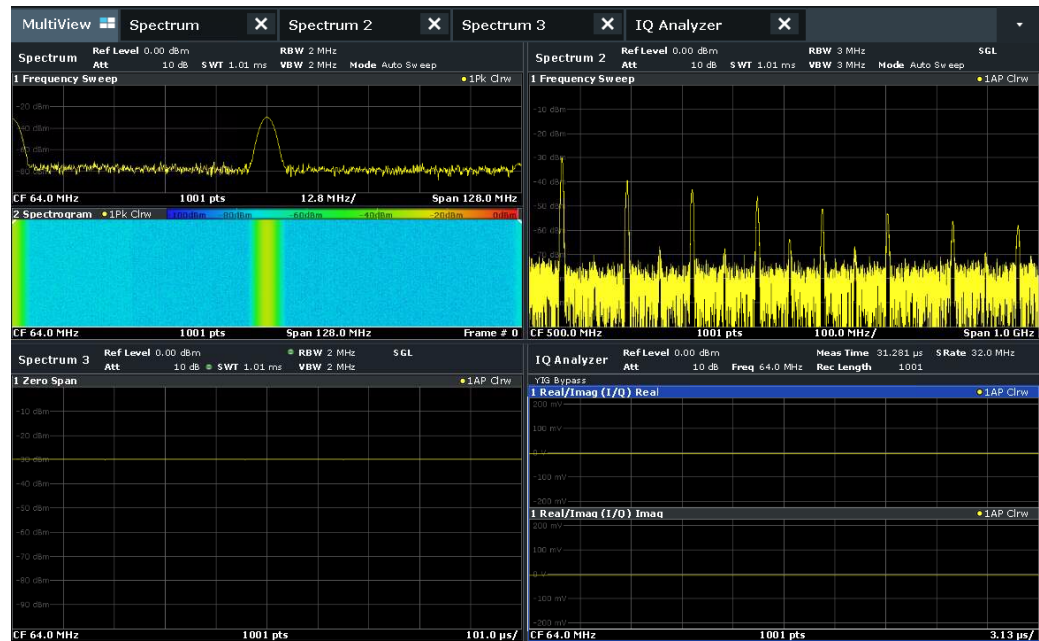 MultiView Spectrum X Spectrum 2 X Spectrum 3 X IQ Analyzer X
Spectrum Ref Level 0.00 dBm RBW 2 MHz
Att 10 dB SWT 1.01 ms VBW 2 MHz Mode Auto Sweep
1 Frequency Sweep 1Pk Clrw
-20 dBm
-40 dBm
-60 dBm
-80 dBm
CF 64.0 MHz 1001 pts 12.8 MHz/ Span 128.0 MHz
2 Spectrogram 1Pk Clrw -100dBm -80dBm -60dBm -40dBm -20dBm 0dBm
CF 64.0 MHz 1001 pts Span 128.0 MHz Frame # 0
Spectrum 2 Ref Level 0.00 dBm RBW 3 MHz SGL
Att 10 dB SWT 1.01 ms VBW 3 MHz Mode Auto Sweep
1 Frequency Sweep 1AP Clrw
-10 dBm
-20 dBm
-30 dBm
-40 dBm
-50 dBm
-60 dBm
CF 500.0 MHz 1001 pts 100.0 MHz/ Span 1.0 GHz
Spectrum 3 Ref Level 0.00 dBm RBW 2 MHz SGL
Att 10 dB SWT 1.01 ms VBW 2 MHz
1 Zero Span 1AP Clrw
-10 dBm
-20 dBm
-30 dBm
-40 dBm
-50 dBm
-60 dBm
-70 dBm
-80 dBm
-90 dBm
CF 64.0 MHz 1001 pts 101.0 µs/
IQ Analyzer Ref Level 0.00 dBm Meas Time 31.281 µs SRate 32.0 MHz
Att 10 dB Freq 64.0 MHz Rec Length 1001
YIG Bypass
1 Real/Imag (I/Q) Real 1AP Clrw
200 mV
100 mV
0 V
-100 mV
-200 mV
1 Real/Imag (I/Q) Imag 1AP Clrw
200 mV
100 mV
0 V
-100 mV
-200 mV
CF 64.0 MHz 1001 pts 3.13 µs/